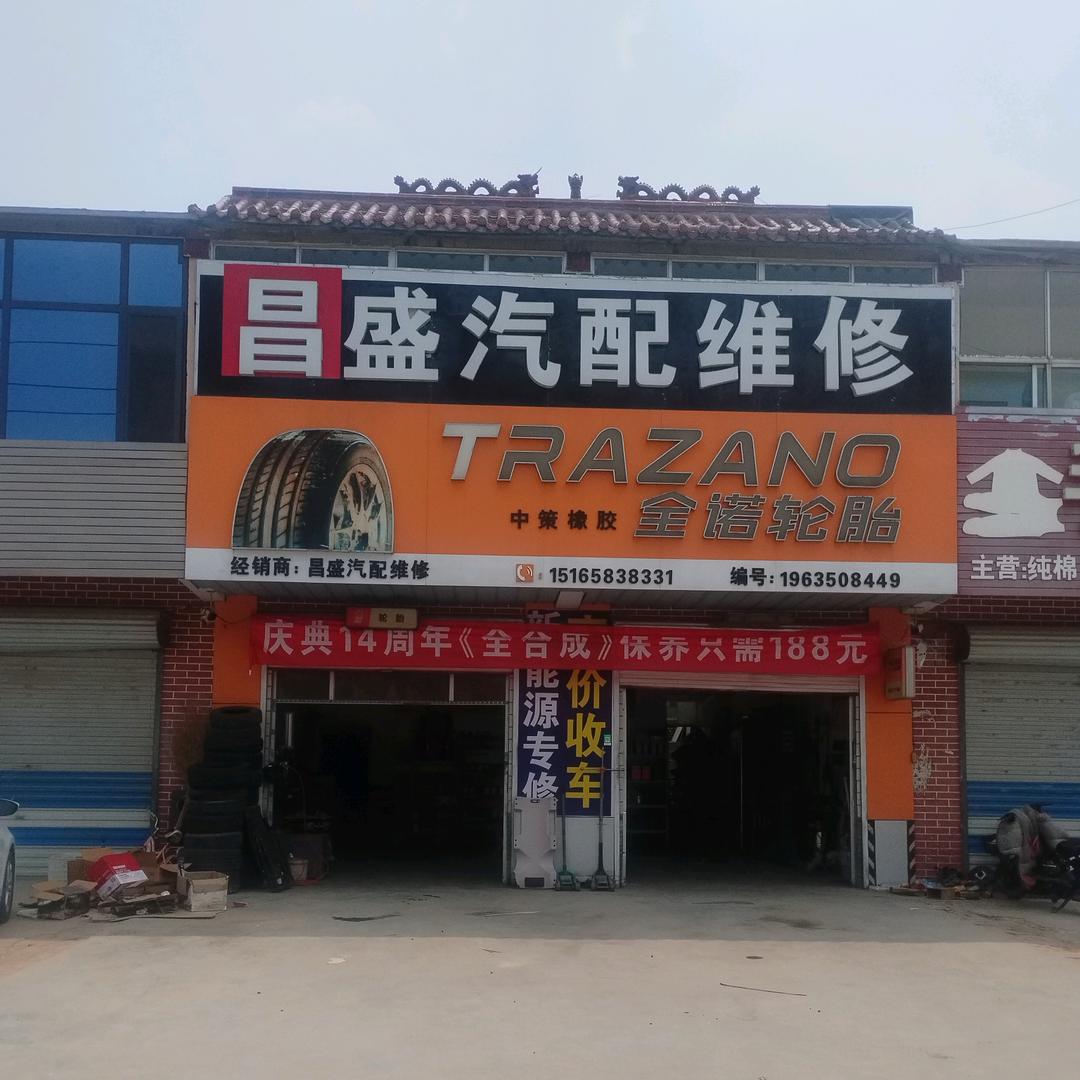 昌盛汽配维修
TRAZANO
中策橡胶 全诺轮胎
经销商：昌盛汽配维修 15165838331 编号：1963508449
轮胎
庆典14周年《全合成》保养只需188元
新能源专修
价收车
主营:纯棉